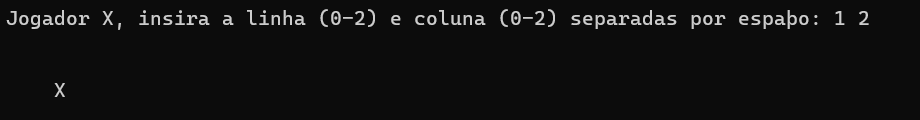 Jogador X, insira a linha (0-2) e coluna (0-2) separadas por espaþo: 1 2
X